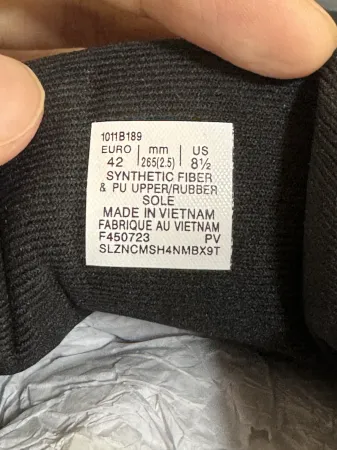 1011B189
EURO | mm | US
42 | 265(2.5) | 8½
SYNTHETIC FIBER
& PU UPPER/RUBBER
SOLE
MADE IN VIETNAM
FABRIQUE AU VIETNAM
F450723 PV
SLZNCMSH4NMBX9T